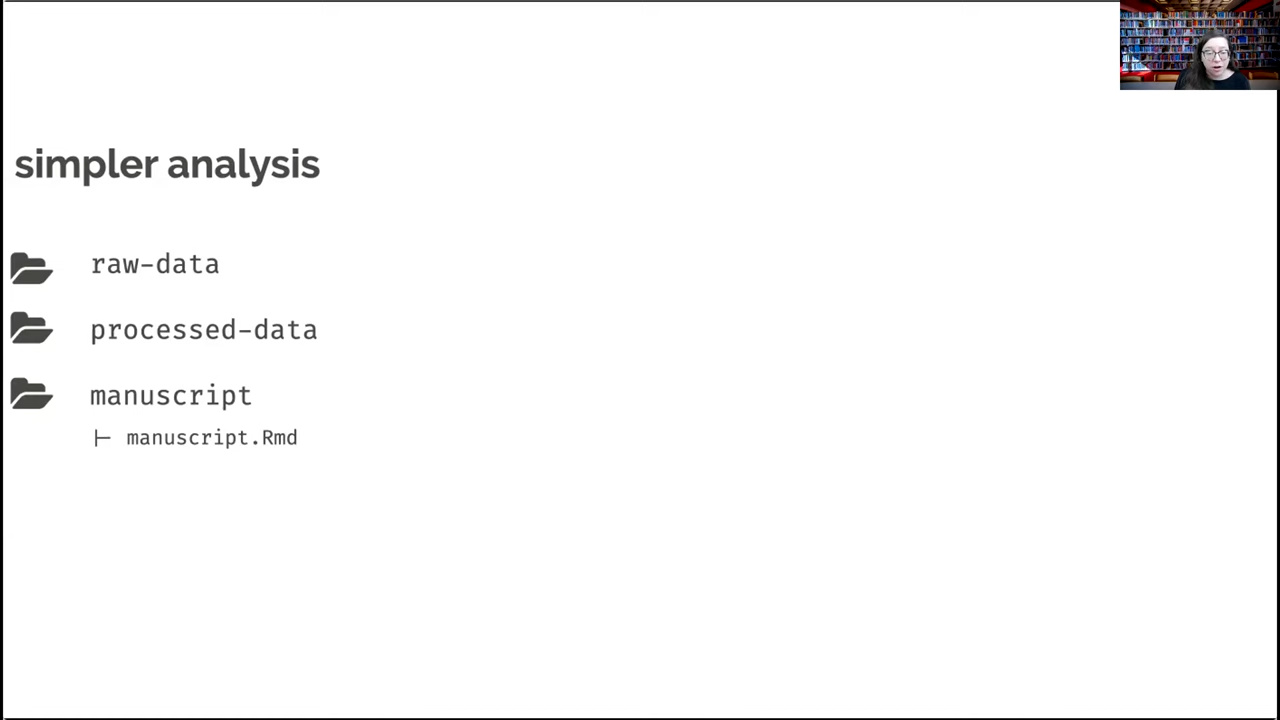 simpler analysis
raw-data
processed-data
manuscript
manuscript.Rmd